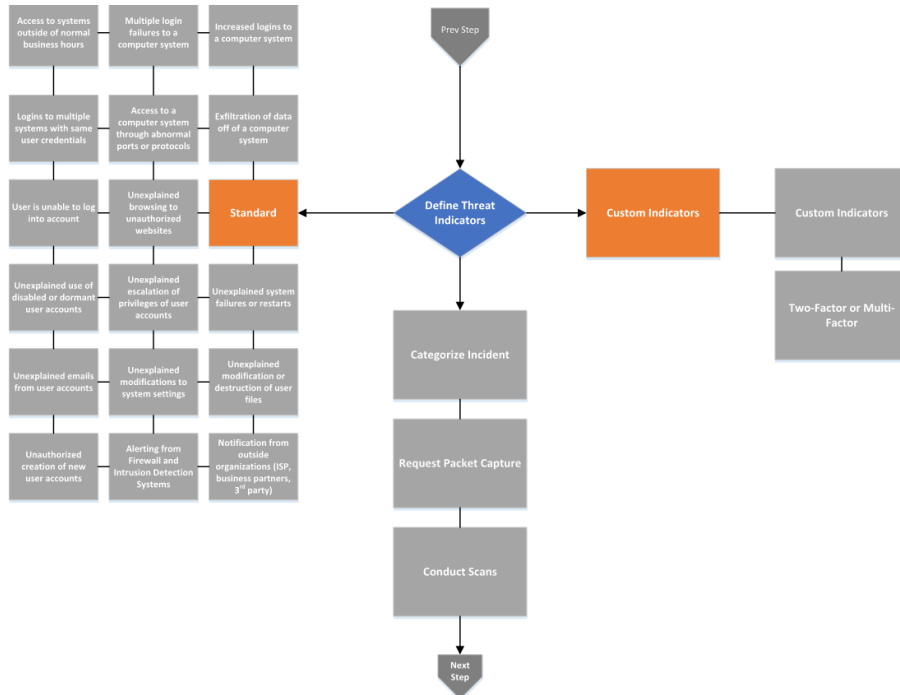 Access to systems
outside of normal
business hours
Multiple login
failures to a
computer system
Increased logins to
a computer system
Prev Step
Logins to multiple
systems with same
user credentials
Access to a
computer system
through abnormal
ports or protocols
Exfiltration of data
off of a computer
system
User is unable to log
into account
Unexplained
browsing to
unauthorized
websites
Standard
Define Threat
Indicators
Custom Indicators
Custom Indicators
Unexplained use of
disabled or dormant
user accounts
Unexplained
escalation of
privileges of user
accounts
Unexplained system
failures or restarts
Two-Factor or Multi-
Factor
Categorize Incident
Unexplained emails
from user accounts
Unexplained
modifications to
system settings
Unexplained
modification or
destruction of user
files
Unauthorized
creation of new
user accounts
Alerting from
Firewall and
Intrusion Detection
Systems
Notification from
outside
organizations (ISP,
business partners,
3rd party)
Request Packet Capture
Conduct Scans
Next
Step